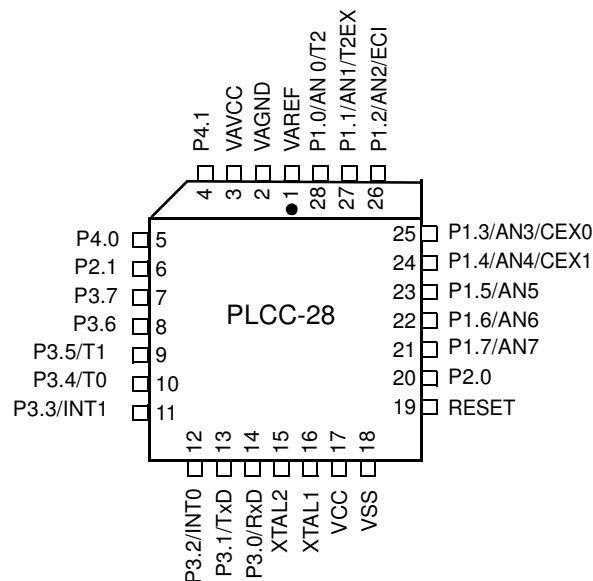 P4.1
VAVCC
VAGND
VAREF
P1.0/AN 0/T2
P1.1/AN1/T2EX
P1.2/AN2/ECI
4
3
2
1
28
27
26
P4.0
5
P2.1
6
P3.7
7
P3.6
8
P3.5/T1
9
P3.4/T0
10
P3.3/INT1
11
PLCC-28
25
P1.3/AN3/CEX0
24
P1.4/AN4/CEX1
23
P1.5/AN5
22
P1.6/AN6
21
P1.7/AN7
20
P2.0
19
RESET
12
13
14
15
16
17
18
P3.2/INT0
P3.1/TxD
P3.0/RxD
XTAL2
XTAL1
VCC
VSS